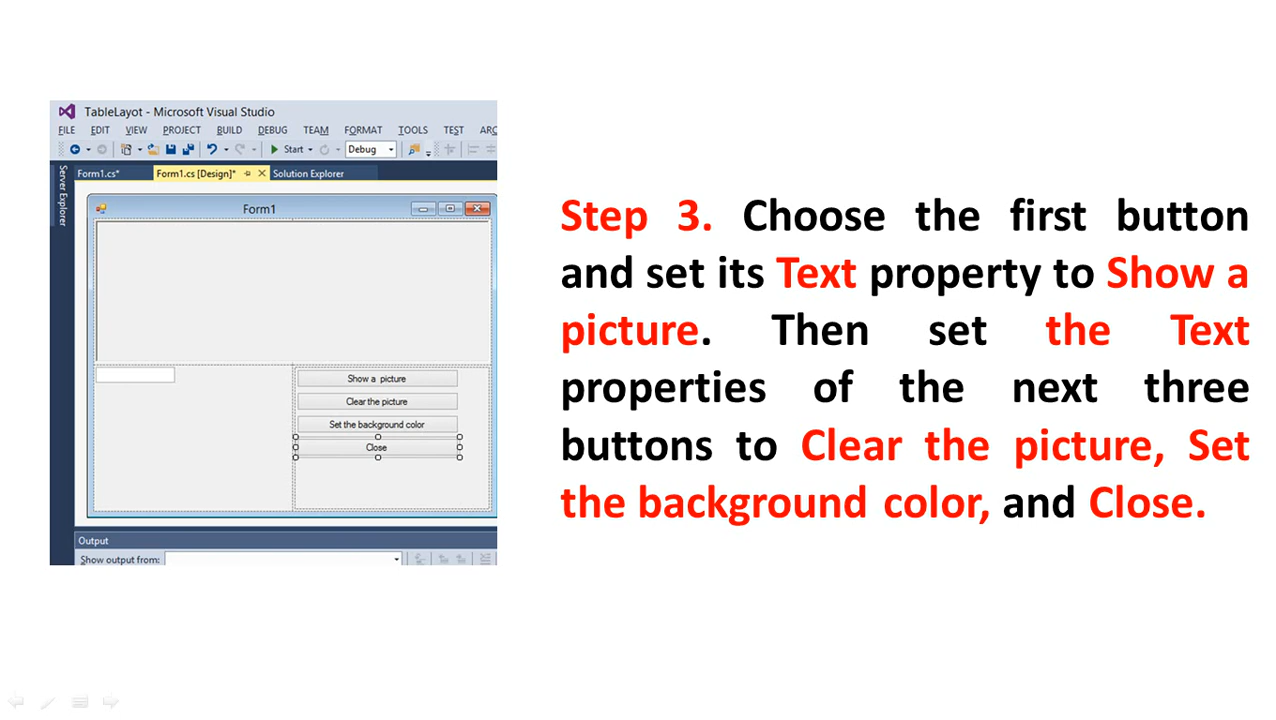 TableLayot - Microsoft Visual Studio
FILE EDIT VIEW PROJECT BUILD DEBUG TEAM FORMAT TOOLS TEST ARC
Start Debug
Server Explorer
Form1.cs* Form1.cs [Design]* Solution Explorer
Form1
Show a picture
Clear the picture
Set the background color
Close
Output
Show output from:
Step 3. Choose the first button
and set its Text property to Show a
picture. Then set the Text
properties of the next three
buttons to Clear the picture, Set
the background color, and Close.